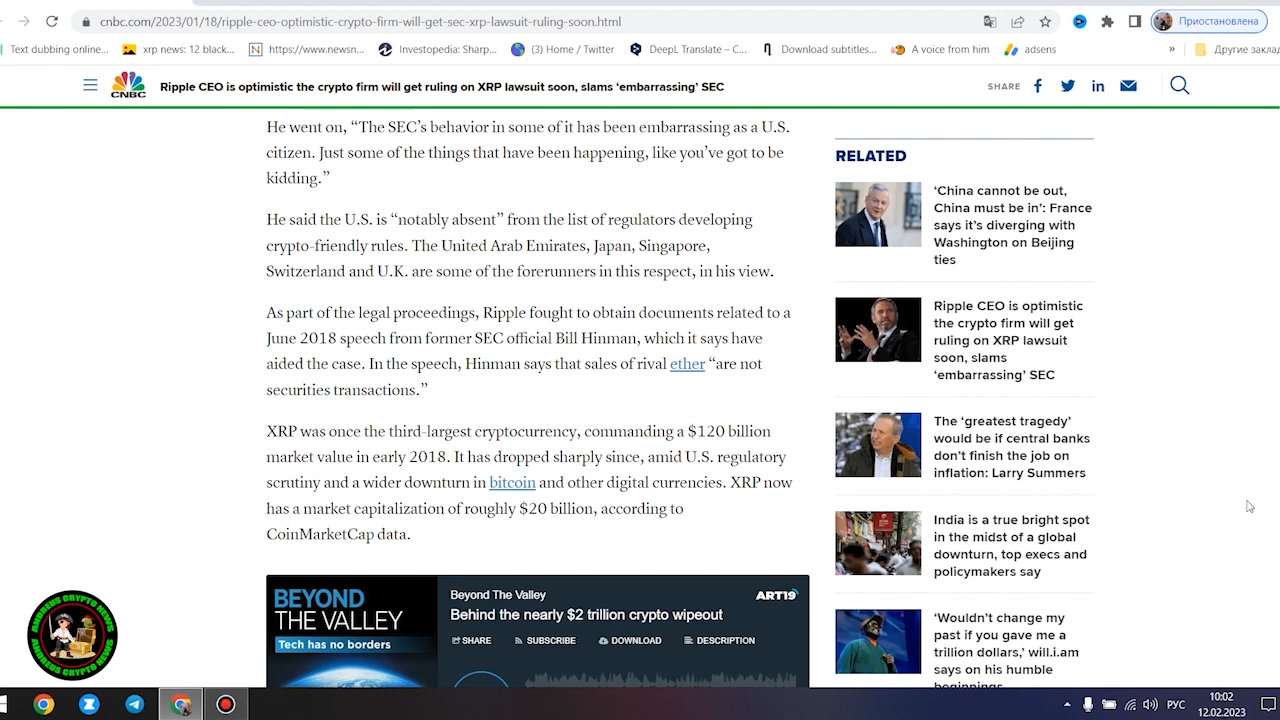 cnbc.com/2023/01/18/ripple-ceo-optimistic-crypto-firm-will-get-sec-xrp-lawsuit-ruling-soon.html
Приостановлена
Text dubbing online...
xrp news: 12 black...
https://www.newsn...
Investopedia: Sharp...
(3) Home / Twitter
DeepL Translate – C...
Download subtitles...
A voice from him
adsens
»
Другие заклад
CNBC
Ripple CEO is optimistic the crypto firm will get ruling on XRP lawsuit soon, slams ‘embarrassing’ SEC
SHARE
He went on, “The SEC’s behavior in some of it has been embarrassing as a U.S.
citizen. Just some of the things that have been happening, like you’ve got to be
kidding.”
He said the U.S. is “notably absent” from the list of regulators developing
crypto-friendly rules. The United Arab Emirates, Japan, Singapore,
Switzerland and U.K. are some of the forerunners in this respect, in his view.
As part of the legal proceedings, Ripple fought to obtain documents related to a
June 2018 speech from former SEC official Bill Hinman, which it says have
aided the case. In the speech, Hinman says that sales of rival ether “are not
securities transactions.”
XRP was once the third-largest cryptocurrency, commanding a $120 billion
market value in early 2018. It has dropped sharply since, amid U.S. regulatory
scrutiny and a wider downturn in bitcoin and other digital currencies. XRP now
has a market capitalization of roughly $20 billion, according to
CoinMarketCap data.
BEYOND
THE VALLEY
Tech has no borders
Beyond The Valley
ART19
Behind the nearly $2 trillion crypto wipeout
SHARE
SUBSCRIBE
DOWNLOAD
DESCRIPTION
RELATED
‘China cannot be out,
China must be in’: France
says it’s diverging with
Washington on Beijing
ties
Ripple CEO is optimistic
the crypto firm will get
ruling on XRP lawsuit
soon, slams
‘embarrassing’ SEC
The ‘greatest tragedy’
would be if central banks
don’t finish the job on
inflation: Larry Summers
India is a true bright spot
in the midst of a global
downturn, top execs and
policymakers say
‘Wouldn’t change my
past if you gave me a
trillion dollars,’ will.i.am
says on his humble
beginnings
ANDREUS CRYPTO NEWS
ANDREUS CRYPTO NEWS
РУС
10:02
12.02.2023